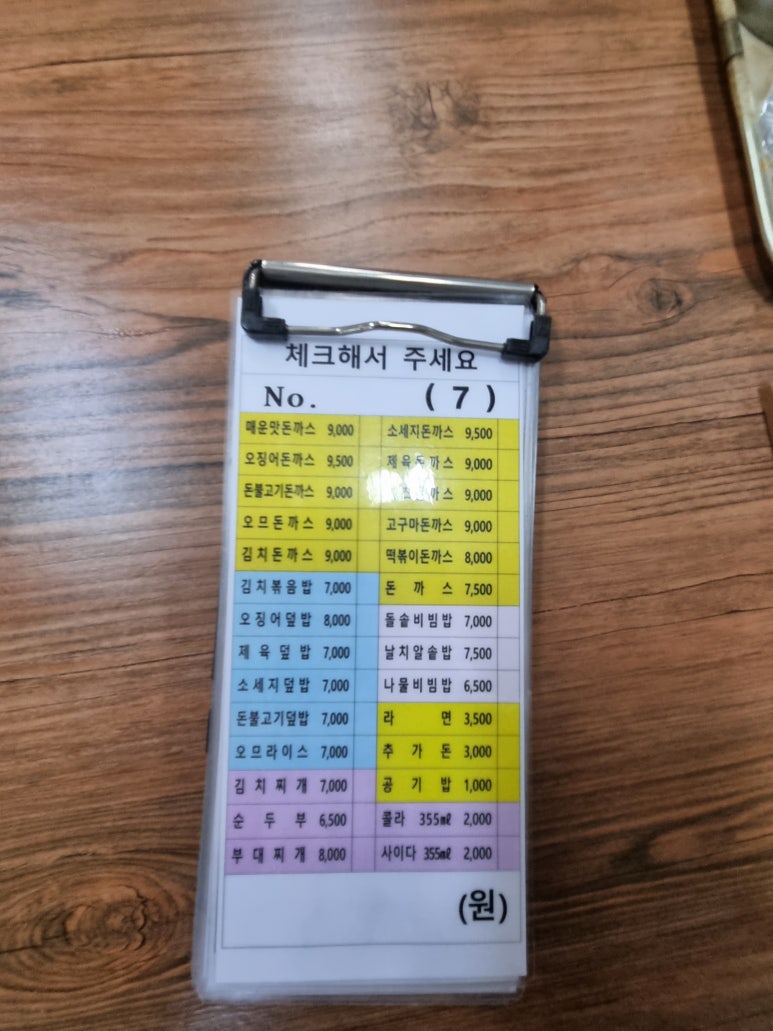 체크해서 주세요
No. ( 7 )
매운맛돈까스 9,000 소세지돈까스 9,500
오징어돈까스 9,500 제육돈까스 9,000
돈불고기돈까스 9,000 까스 9,000
오므돈까스 9,000 고구마돈까스 9,000
김치돈까스 9,000 떡볶이돈까스 8,000
김치볶음밥 7,000 돈까스 7,500
오징어덮밥 8,000 돌솥비빔밥 7,000
제육덮밥 7,000 날치알솥밥 7,500
소세지덮밥 7,000 나물비빔밥 6,500
돈불고기덮밥 7,000 라면 3,500
오므라이스 7,000 추가돈 3,000
김치찌개 7,000 공기밥 1,000
순두부 6,500 콜라 355㎖ 2,000
부대찌개 8,000 사이다 355㎖ 2,000
(원)